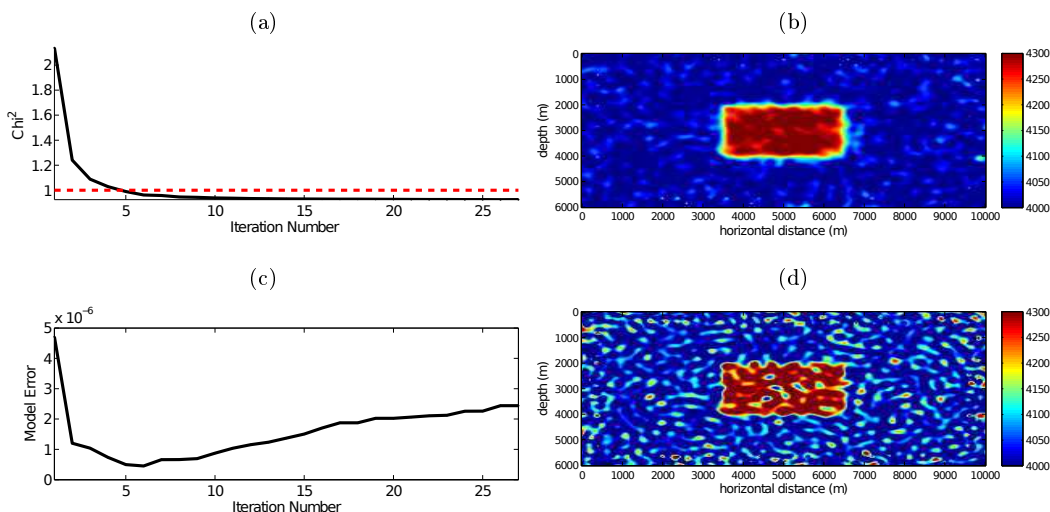 (a)
Chi²
2
1.8
1.6
1.4
1.2
1
5 10 15 20 25
Iteration Number
(b)
depth (m)
0
1000
2000
3000
4000
5000
6000
0 1000 2000 3000 4000 5000 6000 7000 8000 9000 10000
horizontal distance (m)
4300
4250
4200
4150
4100
4050
4000
(c)
x 10⁻⁶
Model Error
5
4
3
2
1
0
5 10 15 20 25
Iteration Number
(d)
depth (m)
0
1000
2000
3000
4000
5000
6000
0 1000 2000 3000 4000 5000 6000 7000 8000 9000 10000
horizontal distance (m)
4300
4250
4200
4150
4100
4050
4000